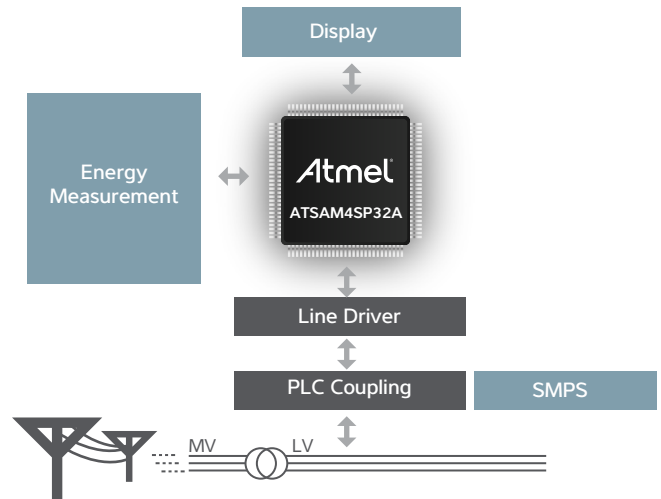 Display
Energy
Measurement
Atmel
ATSAM4SP32A
Line Driver
PLC Coupling
SMPS
MV
LV